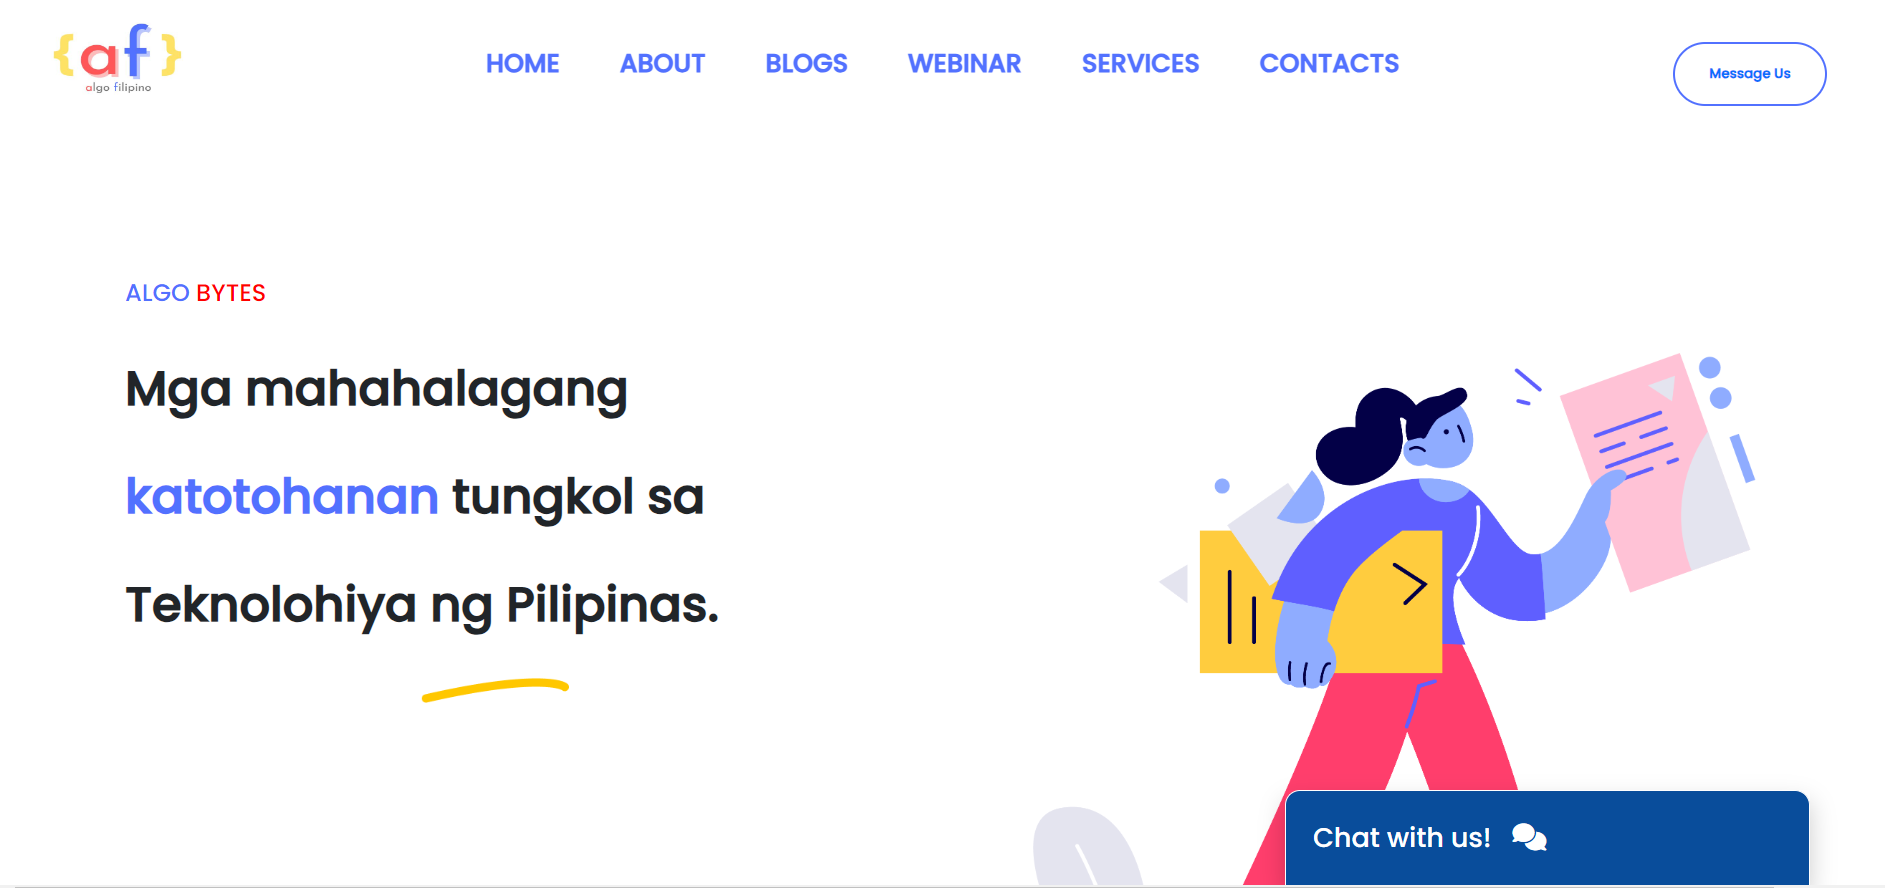 {af}
algo filipino
HOME ABOUT BLOGS WEBINAR SERVICES CONTACTS
Message Us
ALGO BYTES
Mga mahahalagang
katotohanan tungkol sa
Teknolohiya ng Pilipinas.
Chat with us!